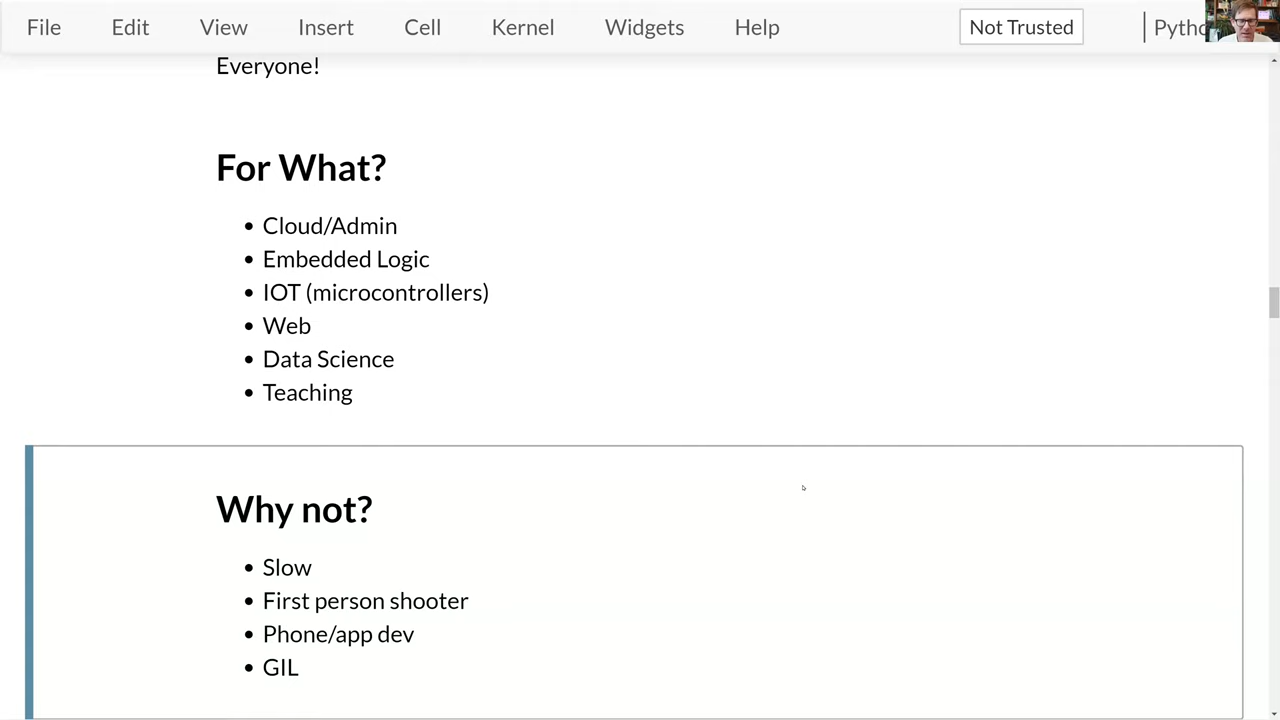 File Edit View Insert Cell Kernel Widgets Help Not Trusted
Everyone!
For What?
• Cloud/Admin
• Embedded Logic
• IOT (microcontrollers)
• Web
• Data Science
• Teaching
Why not?
• Slow
• First person shooter
• Phone/app dev
• GIL